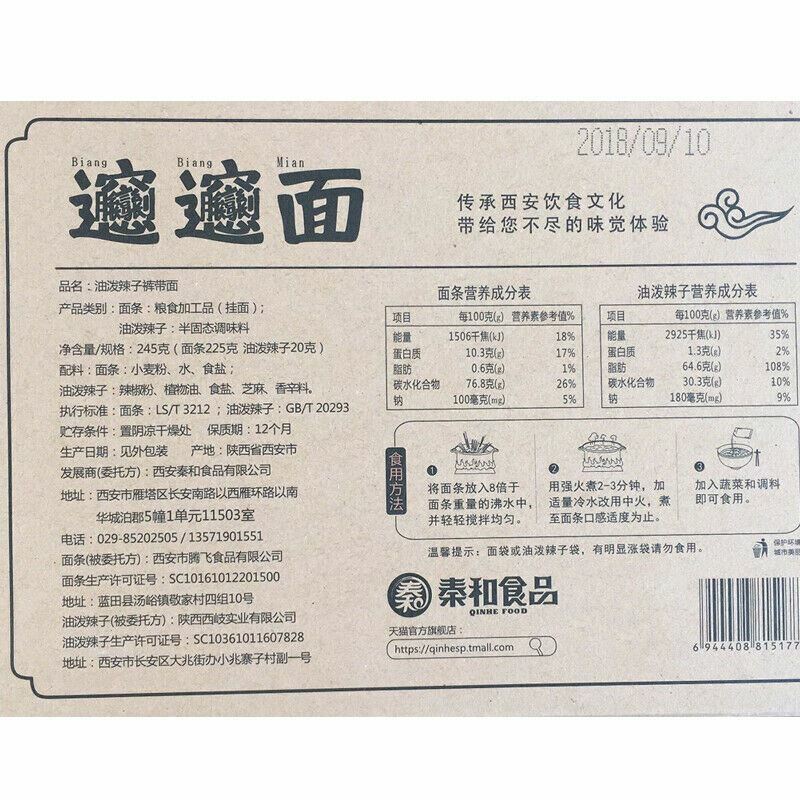 2018/09/10
Biang Biang Mian
𰻝𰻝面
传承西安饮食文化
带给您不尽的味觉体验
品名：油泼辣子裤带面
产品类别：面条：粮食加工品（挂面）；
油泼辣子：半固态调味料
净含量/规格：245克（面条225克 油泼辣子20克）
配料：面条：小麦粉、水、食盐；
油泼辣子：辣椒粉、植物油、食盐、芝麻、香辛料。
执行标准：面条：LS/T 3212；油泼辣子：GB/T 20293
贮存条件：置阴凉干燥处 保质期：12个月
生产日期：见外包装 产地：陕西省西安市
发展商(委托方)：西安秦和食品有限公司
地址：西安市雁塔区长安南路以西雁环路以南
华城泊郡5幢1单元11503室
电话：029-85202505 / 13571901551
面条(被委托方)：西安市腾飞食品有限公司
面条生产许可证号：SC10161012201500
地址：蓝田县汤峪镇敬家村四组10号
油泼辣子(被委托方)：陕西西岐实业有限公司
油泼辣子生产许可证号：SC10361011607828
地址：西安市长安区大兆街办小兆寨子村副一号
面条营养成分表
项目 每100克(g) 营养素参考值%
能量 1506千焦(kJ) 18%
蛋白质 10.3克(g) 17%
脂肪 0.6克(g) 1%
碳水化合物 76.8克(g) 26%
钠 100毫克(mg) 5%
油泼辣子营养成分表
项目 每100克(g) 营养素参考值%
能量 2925千焦(kJ) 35%
蛋白质 1.3克(g) 2%
脂肪 64.6克(g) 108%
碳水化合物 30.3克(g) 10%
钠 180毫克(mg) 9%
食用方法
1
将面条放入8倍于
面条重量的沸水中，
并轻轻搅拌均匀。
2
用强火煮2-3分钟，加
适量冷水改用中火，煮
至面条口感适度为止。
3
加入蔬菜和调料
即可食用。
温馨提示：面袋或油泼辣子袋，有明显涨袋请勿食用。
保护环境
城市美丽
秦和
秦和食品
QINHE FOOD
天猫官方旗舰店：
https://qinhesp.tmall.com
6 944408 815177